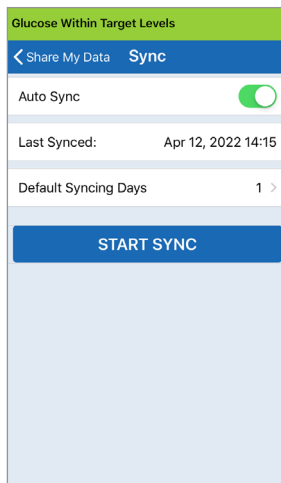 Glucose Within Target Levels
Share My Data Sync
Auto Sync
Last Synced: Apr 12, 2022 14:15
Default Syncing Days 1
START SYNC